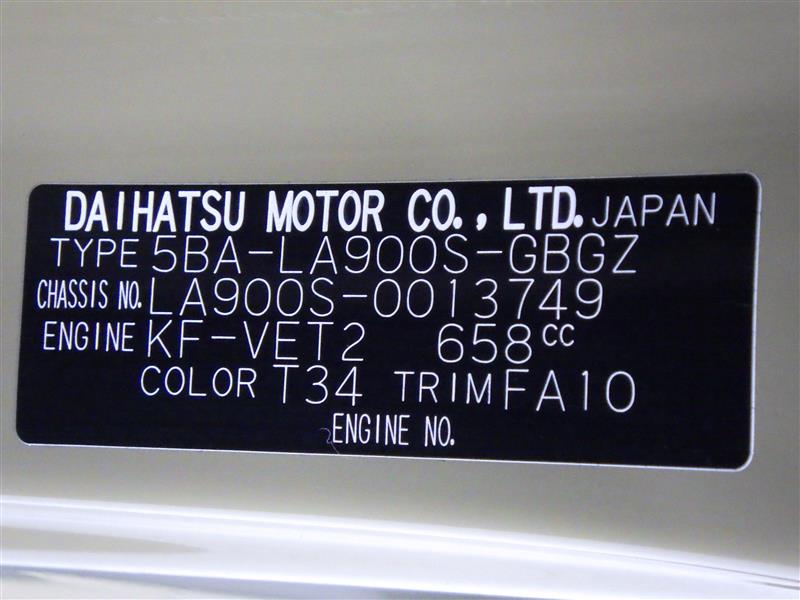 DAIHATSU MOTOR CO., LTD. JAPAN
TYPE 5BA-LA900S-GBGZ
CHASSIS NO. LA900S-0013749
ENGINE KF-VET2 658cc
COLOR T34 TRIM FA10
ENGINE NO.